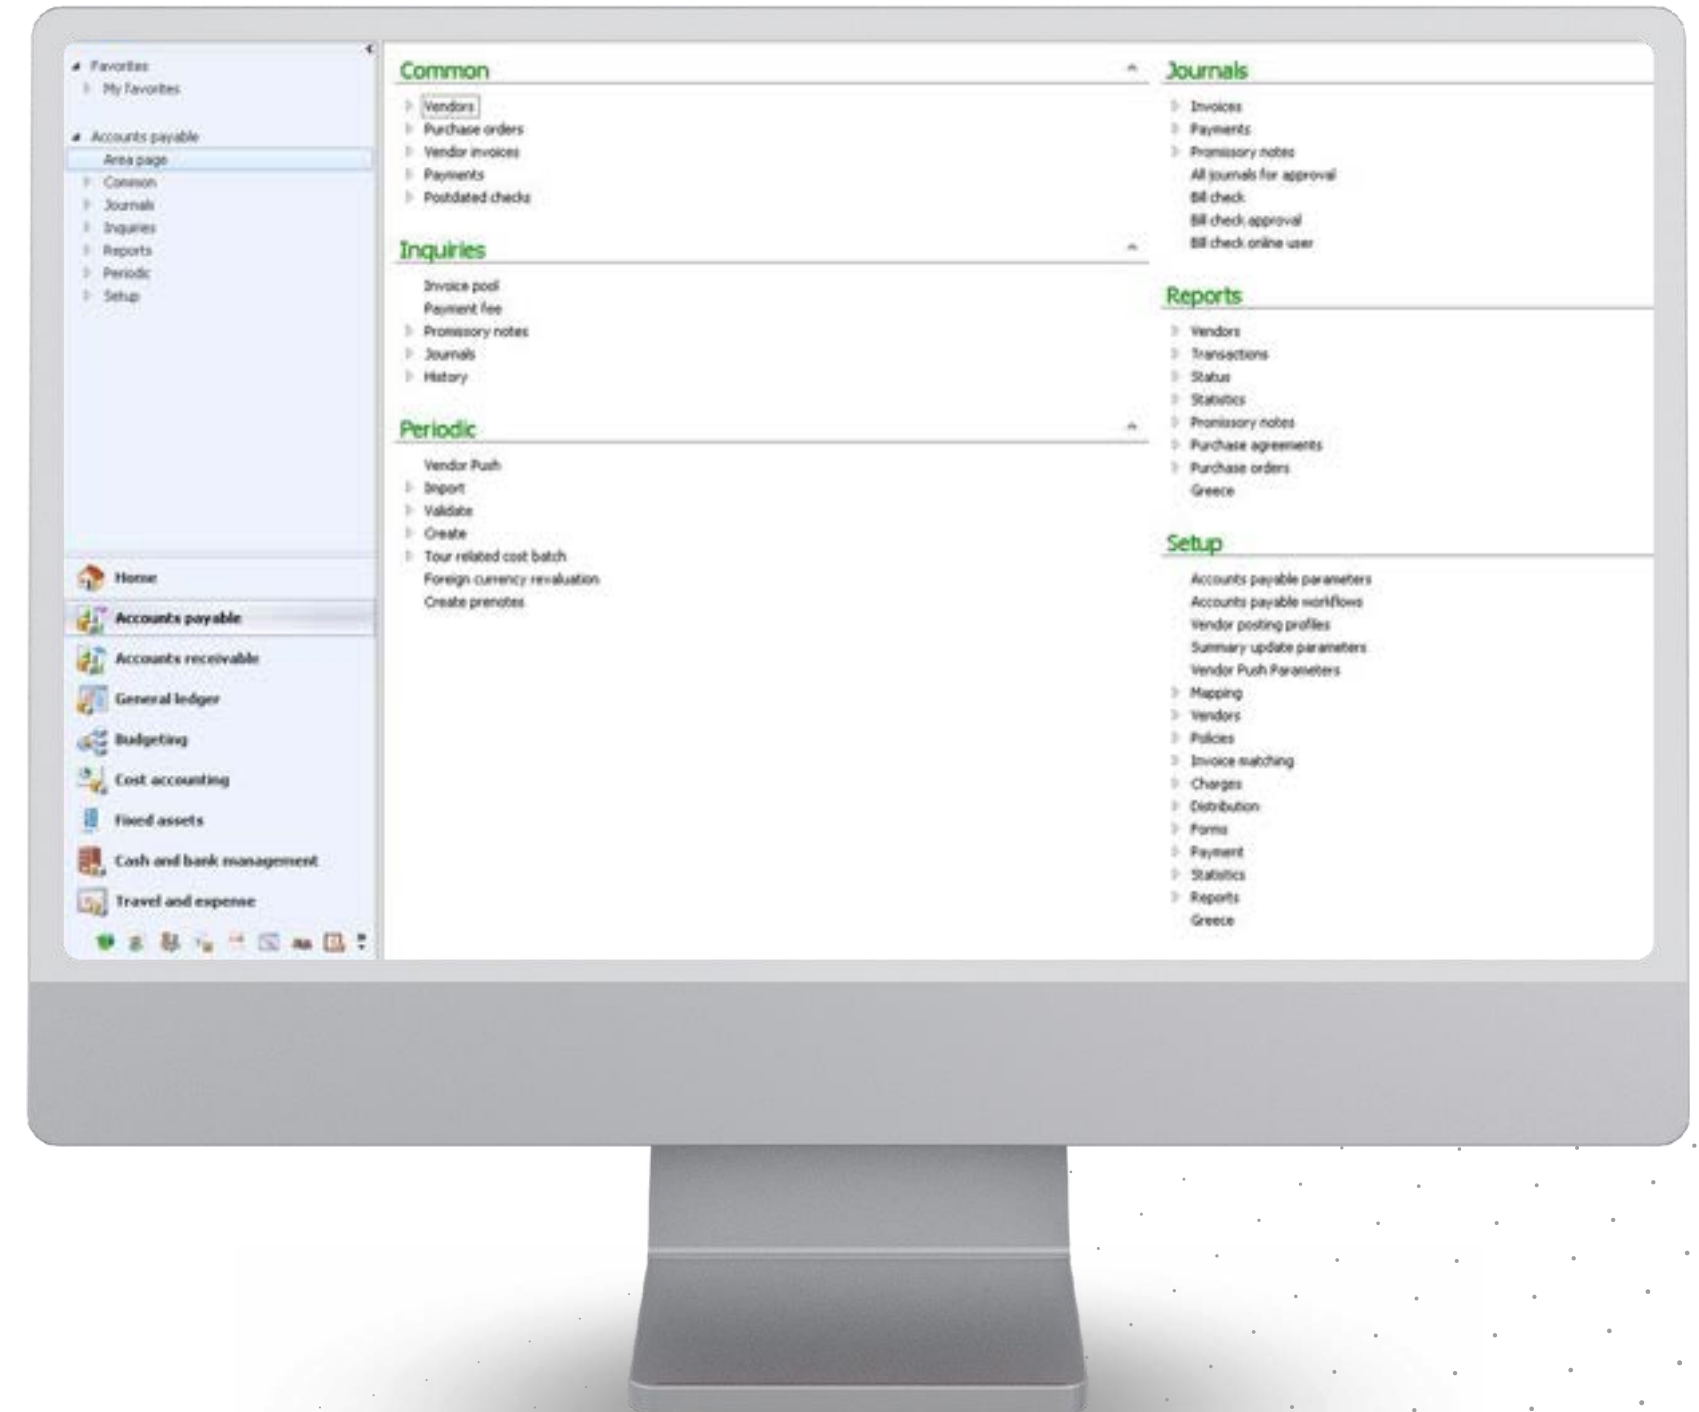 Favorites
My Favorites
Accounts payable
Area page
Common
Journals
Inquiries
Reports
Periodic
Setup
Home
Accounts payable
Accounts receivable
General ledger
Budgeting
Cost accounting
Fixed assets
Cash and bank management
Travel and expense
Common
Vendors
Purchase orders
Vendor invoices
Payments
Postdated checks
Inquiries
Invoice pool
Payment fee
Promissory notes
Journals
History
Periodic
Vendor Push
Import
Validate
Create
Tour related cost batch
Foreign currency revaluation
Create prenotes
Journals
Invoices
Payments
Promissory notes
All journals for approval
Bill check
Bill check approval
Bill check online user
Reports
Vendors
Transactions
Status
Statistics
Promissory notes
Purchase agreements
Purchase orders
Greece
Setup
Accounts payable parameters
Accounts payable workflows
Vendor posting profiles
Summary update parameters
Vendor Push Parameters
Mapping
Vendors
Policies
Invoice matching
Charges
Distribution
Forms
Payment
Statistics
Reports
Greece